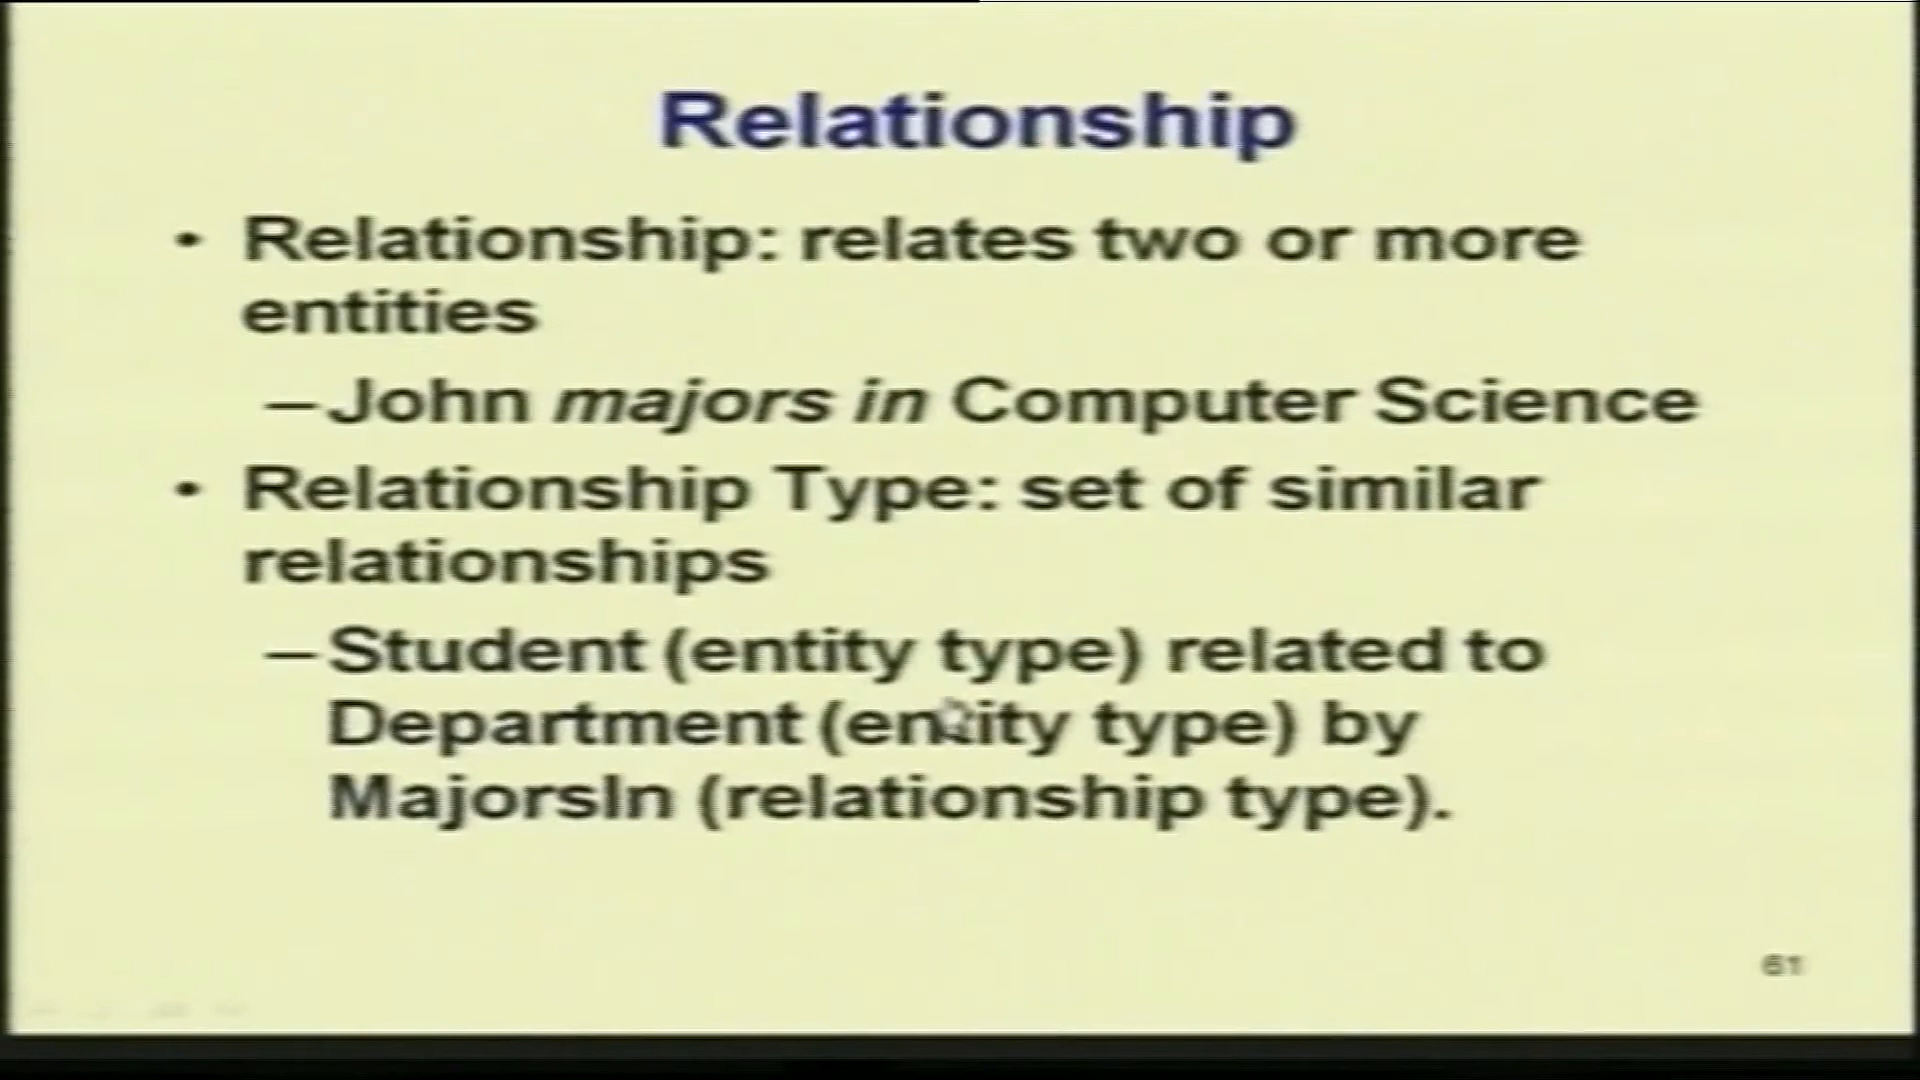 Relationship
• Relationship: relates two or more
entities
– John majors in Computer Science
• Relationship Type: set of similar
relationships
– Student (entity type) related to
Department (entity type) by
MajorsIn (relationship type).
61